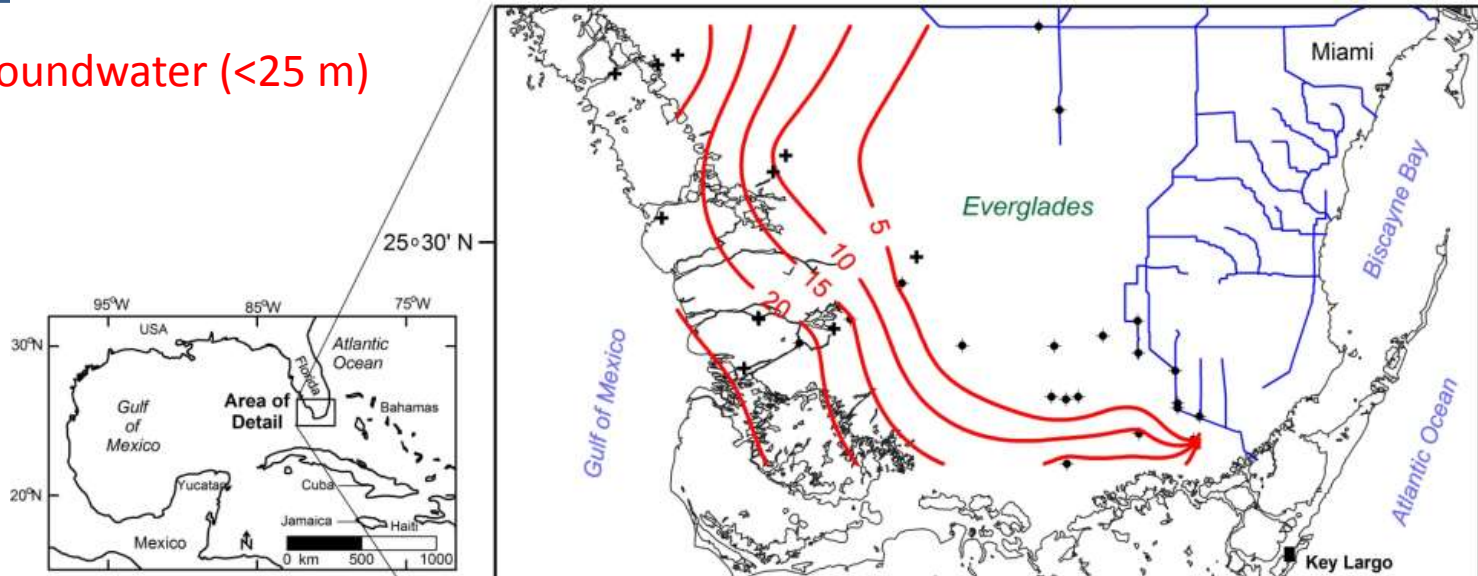 oundwater (<25 m)
Miami
Biscayne Bay
Everglades
5
10
15
20
25°30' N
Gulf of Mexico
Atlantic Ocean
Key Largo
95°W
85°W
75°W
USA
30°N
Atlantic
Ocean
Florida
Area of
Detail
Gulf
of
Mexico
Bahamas
Yucatan
Cuba
20°N
Jamaica
Haiti
Mexico
N
0 km 500 1000